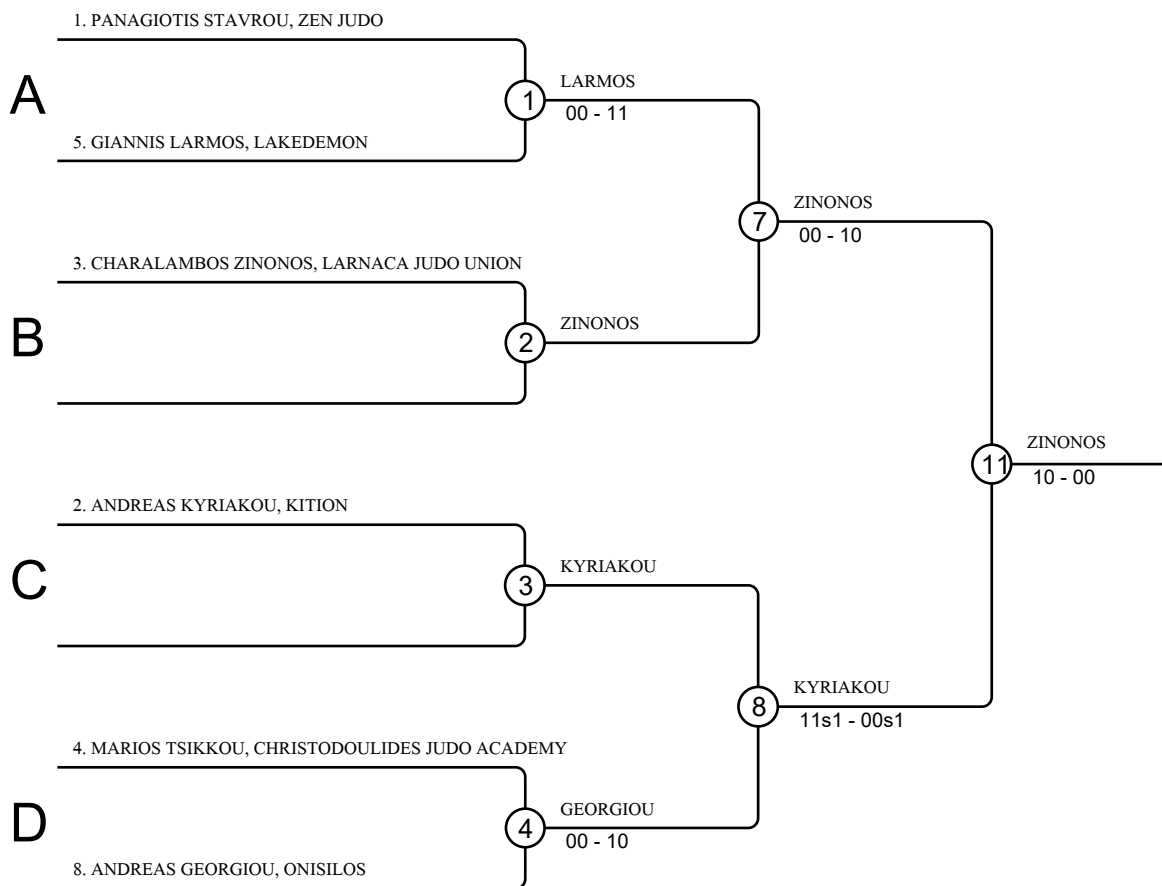 1. PANAGIOTIS STAVROU, ZEN JUDO
A
1
LARMOS
00 - 11
5. GIANNIS LARMOS, LAKEDEMON
7
ZINONOS
00 - 10
3. CHARALAMBOS ZINONOS, LARNACA JUDO UNION
B
2
ZINONOS
11
ZINONOS
10 - 00
2. ANDREAS KYRIAKOU, KITION
C
3
KYRIAKOU
8
KYRIAKOU
11s1 - 00s1
4. MARIOS TSIKKOU, CHRISTODOULIDES JUDO ACADEMY
D
4
GEORGIOU
00 - 10
8. ANDREAS GEORGIOU, ONISILOS